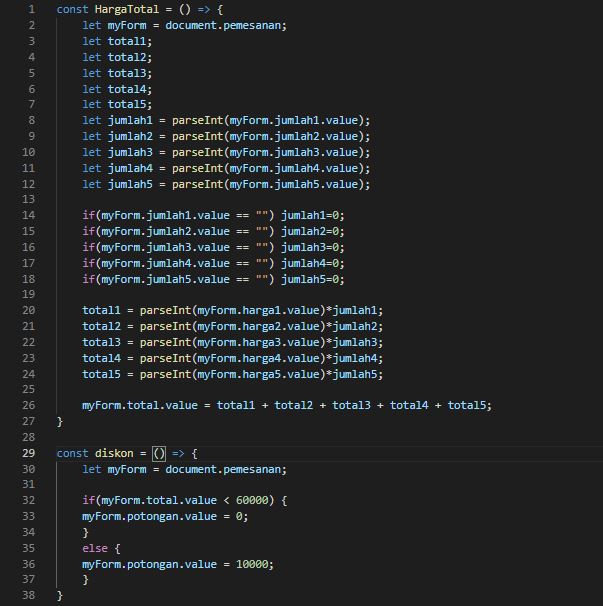 1 const HargaTotal = () => {
2     let myForm = document.pemesanan;
3     let total1;
4     let total2;
5     let total3;
6     let total4;
7     let total5;
8     let jumlah1 = parseInt(myForm.jumlah1.value);
9     let jumlah2 = parseInt(myForm.jumlah2.value);
10     let jumlah3 = parseInt(myForm.jumlah3.value);
11     let jumlah4 = parseInt(myForm.jumlah4.value);
12     let jumlah5 = parseInt(myForm.jumlah5.value);
13
14     if(myForm.jumlah1.value == "") jumlah1=0;
15     if(myForm.jumlah2.value == "") jumlah2=0;
16     if(myForm.jumlah3.value == "") jumlah3=0;
17     if(myForm.jumlah4.value == "") jumlah4=0;
18     if(myForm.jumlah5.value == "") jumlah5=0;
19
20     total1 = parseInt(myForm.harga1.value)*jumlah1;
21     total2 = parseInt(myForm.harga2.value)*jumlah2;
22     total3 = parseInt(myForm.harga3.value)*jumlah3;
23     total4 = parseInt(myForm.harga4.value)*jumlah4;
24     total5 = parseInt(myForm.harga5.value)*jumlah5;
25
26     myForm.total.value = total1 + total2 + total3 + total4 + total5;
27 }
28
29 const diskon = () => {
30     let myForm = document.pemesanan;
31
32     if(myForm.total.value < 60000) {
33     myForm.potongan.value = 0;
34     }
35     else {
36     myForm.potongan.value = 10000;
37     }
38 }